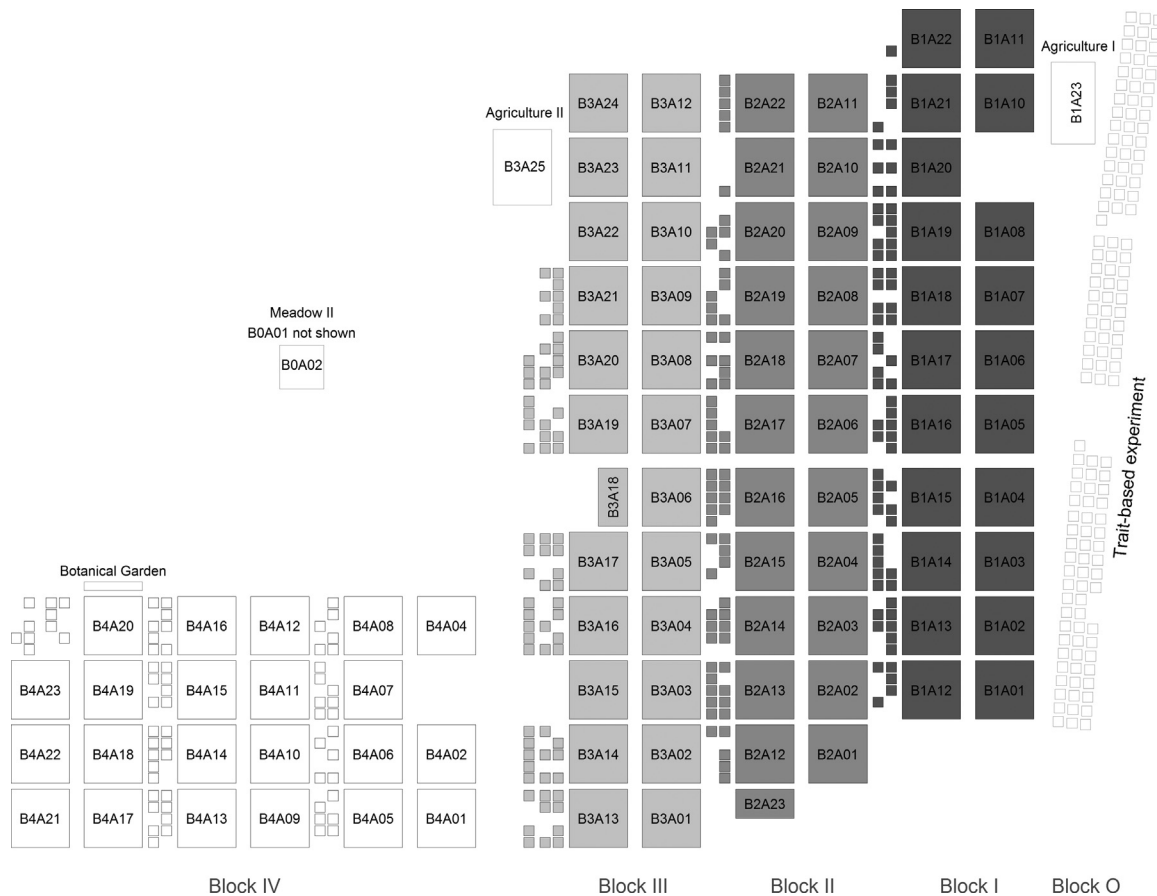 B1A22 B1A11
Agriculture I
B3A24 B3A12 B2A22 B2A11 B1A21 B1A10 B1A23
Agriculture II
B3A25 B3A23 B3A11 B2A21 B2A10 B1A20
B3A22 B3A10 B2A20 B2A09 B1A19 B1A08
B3A21 B3A09 B2A19 B2A08 B1A18 B1A07
Meadow II
B0A01 not shown
B0A02
B3A20 B3A08 B2A18 B2A07 B1A17 B1A06
B3A19 B3A07 B2A17 B2A06 B1A16 B1A05
Trait-based experiment
B3A18 B3A06 B2A16 B2A05 B1A15 B1A04
B3A17 B3A05 B2A15 B2A04 B1A14 B1A03
Botanical Garden
B4A20 B4A16 B4A12 B4A08 B4A04 B3A16 B3A04 B2A14 B2A03 B1A13 B1A02
B4A23 B4A19 B4A15 B4A11 B4A07 B3A15 B3A03 B2A13 B2A02 B1A12 B1A01
B4A22 B4A18 B4A14 B4A10 B4A06 B4A02 B3A14 B3A02 B2A12 B2A01
B4A21 B4A17 B4A13 B4A09 B4A05 B4A01 B3A13 B3A01 B2A23
Block IV Block III Block II Block I Block O